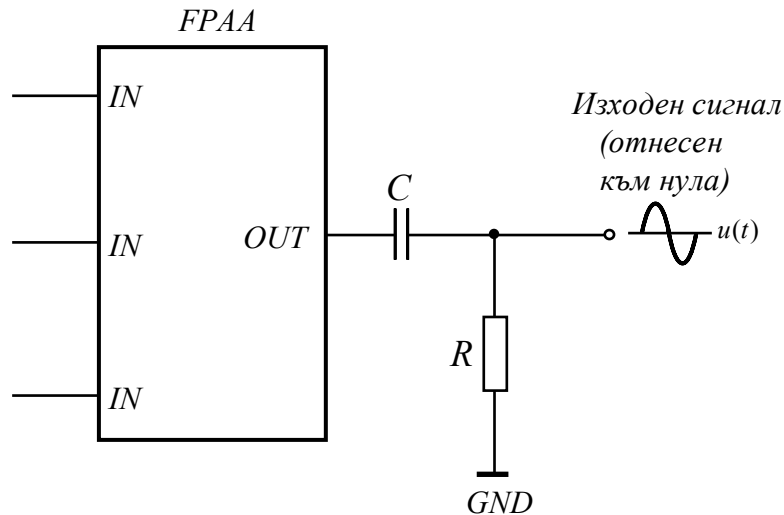 FPAA
IN
Изходен сигнал
(отнесен
към нула)
C
IN
OUT
u(t)
R
IN
GND